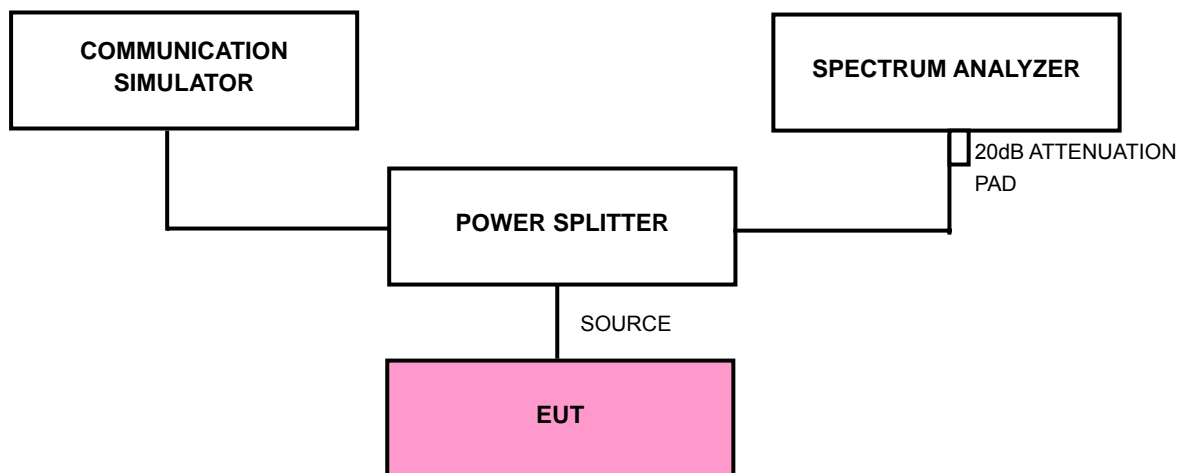 COMMUNICATION
SIMULATOR
SPECTRUM ANALYZER
20dB ATTENUATION
PAD
POWER SPLITTER
SOURCE
EUT